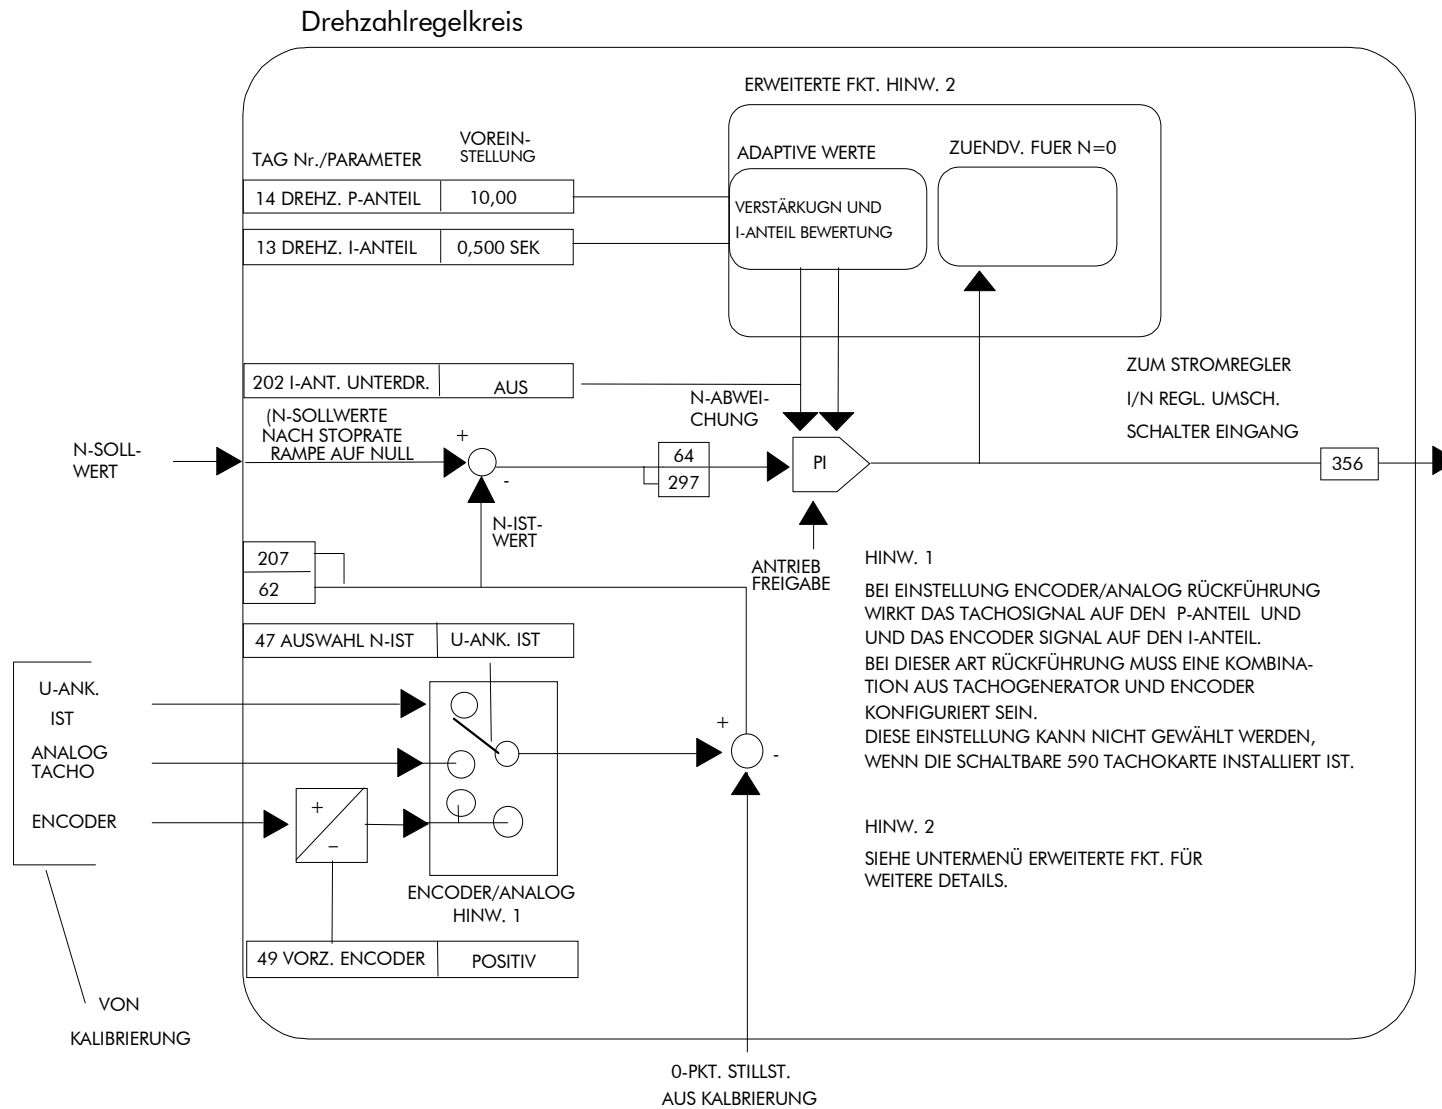 Drehzahlregelkreis
ERWEITERTE FKT. HINW. 2
TAG Nr./PARAMETER
VOREIN-
STELLUNG
ADAPTIVE WERTE
ZUENDV. FUER N=0
14 DREHZ. P-ANTEIL
10,00
VERSTÄRKUGN UND
I-ANTEIL BEWERTUNG
13 DREHZ. I-ANTEIL
0,500 SEK
202 I-ANT. UNTERDR.
AUS
N-ABWEI-
CHUNG
ZUM STROMREGLER
I/N REGL. UMSCH.
SCHALTER EINGANG
N-SOLL-
WERT
(N-SOLLWERTE
NACH STOPRATE
RAMPE AUF NULL
+
-
64
297
PI
356
N-IST-
WERT
207
62
ANTRIEB
FREIGABE
HINW. 1
BEI EINSTELLUNG ENCODER/ANALOG RÜCKFÜHRUNG
WIRKT DAS TACHOSIGNAL AUF DEN P-ANTEIL UND
UND DAS ENCODER SIGNAL AUF DEN I-ANTEIL.
BEI DIESER ART RÜCKFÜHRUNG MUSS EINE KOMBINA-
TION AUS TACHOGENERATOR UND ENCODER
KONFIGURIERT SEIN.
DIESE EINSTELLUNG KANN NICHT GEWÄHLT WERDEN,
WENN DIE SCHALTBARE 590 TACHOKARTE INSTALLIERT IST.
HINW. 2
SIEHE UNTERMENÜ ERWEITERTE FKT. FÜR
WEITERE DETAILS.
47 AUSWAHL N-IST
U-ANK. IST
U-ANK.
IST
ANALOG
TACHO
ENCODER
+
-
+
−
ENCODER/ANALOG
HINW. 1
49 VORZ. ENCODER
POSITIV
VON
KALIBRIERUNG
0-PKT. STILLST.
AUS KALBRIERUNG